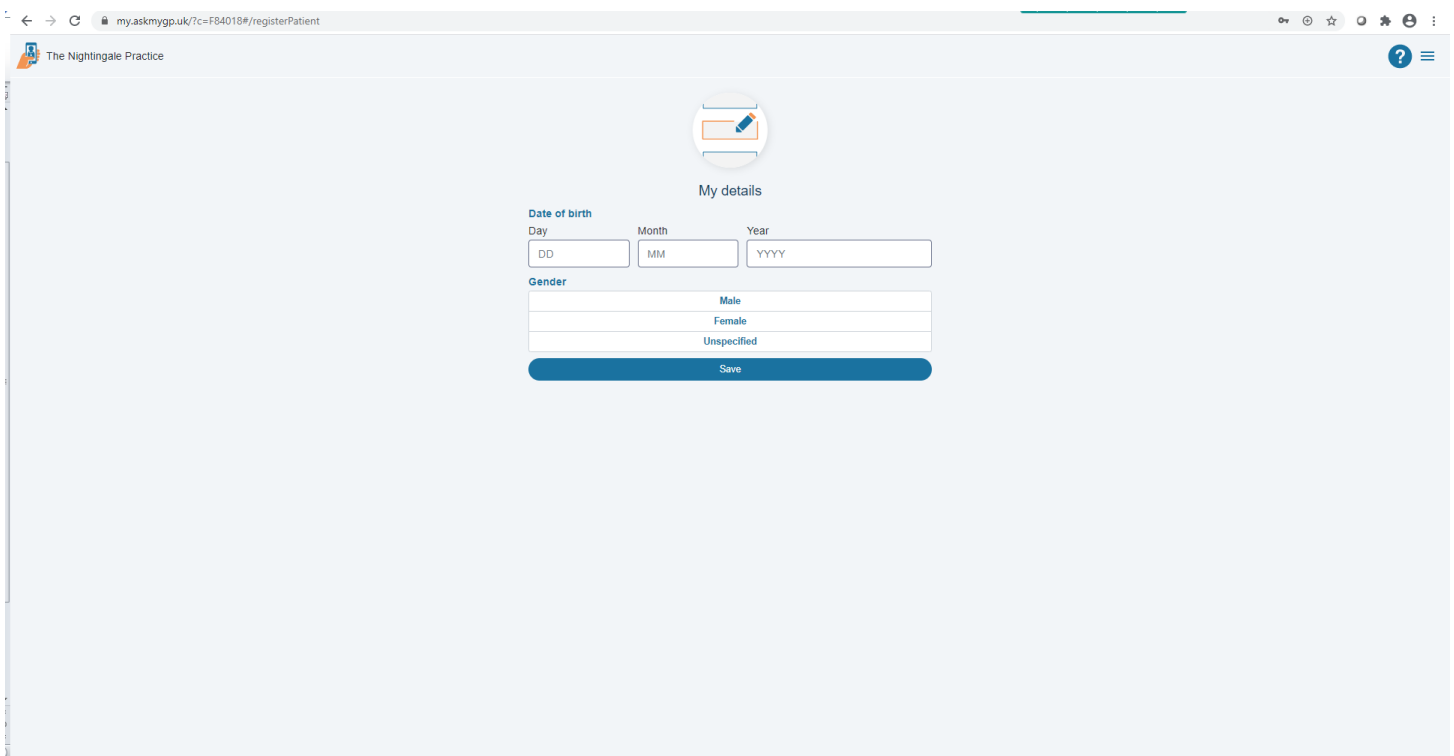 my.askmygp.uk/?c=F84018#/registerPatient
The Nightingale Practice
?
My details
Date of birth
Day Month Year
DD MM YYYY
Gender
Male
Female
Unspecified
Save